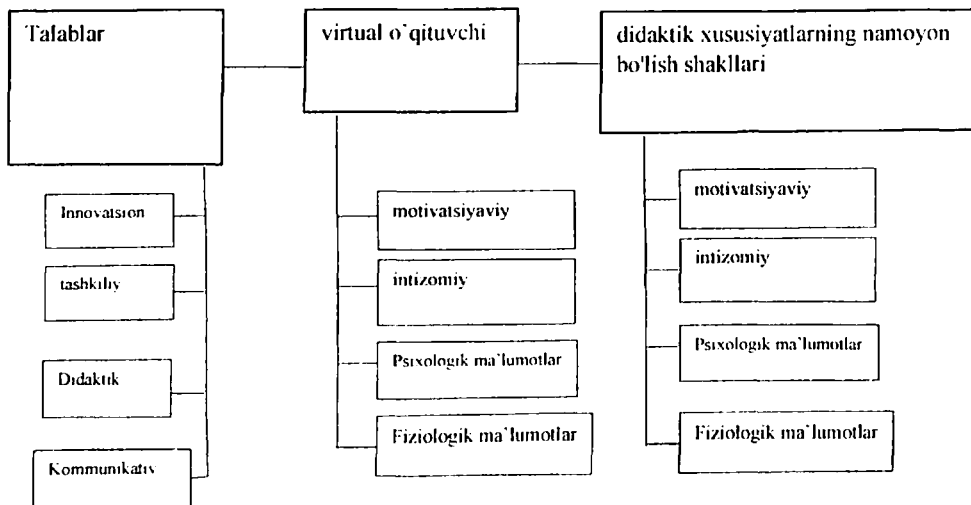 Talablar
virtual o`qituvchi
didaktik xususiyatlarning namoyon
bo'lish shakllari
Innovatsion
tashkiliy
Didaktik
Kommunikativ
motivatsiyaviy
intizomiy
Psixologik ma`lumotlar
Fiziologik ma`lumotlar
motivatsiyaviy
intizomiy
Psixologik ma`lumotlar
Fiziologik ma`lumotlar